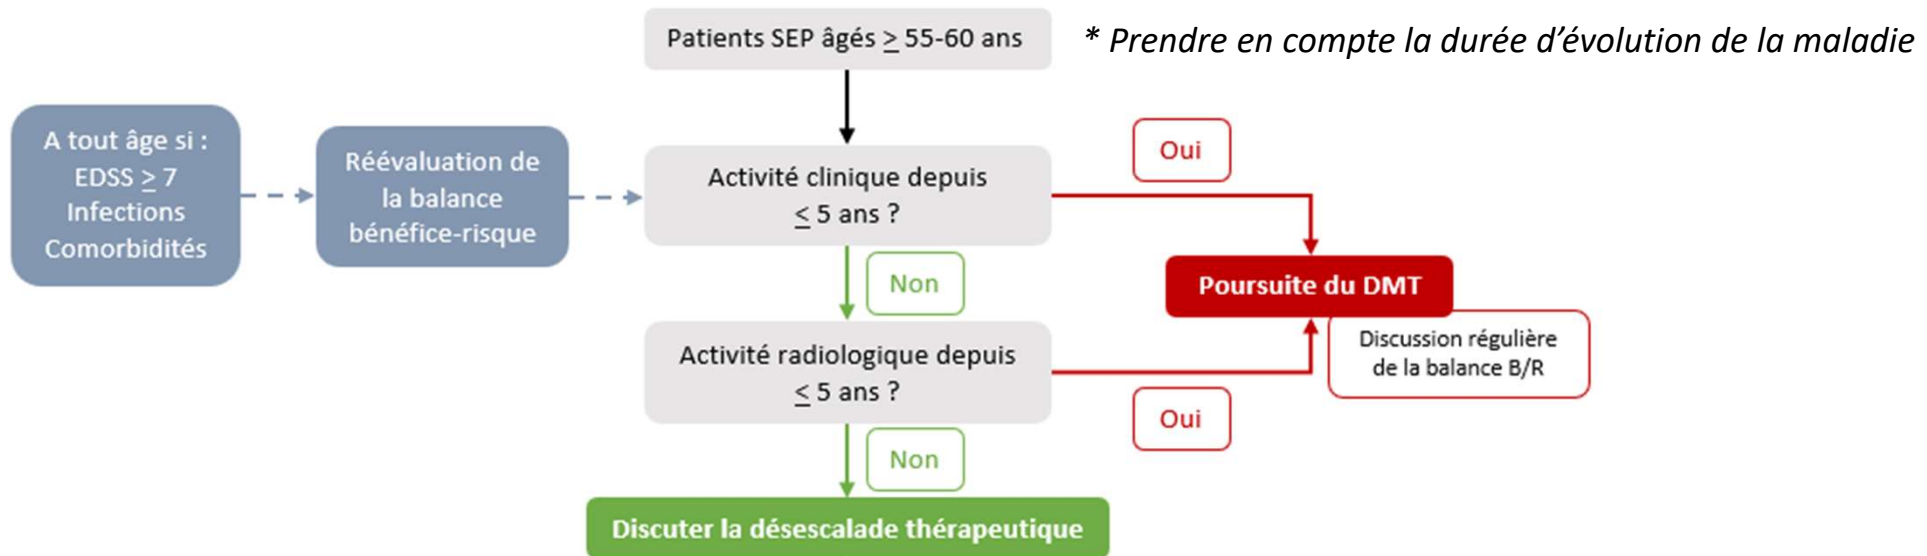 Patients SEP âgés ≥ 55-60 ans
* Prendre en compte la durée d’évolution de la maladie
A tout âge si :
EDSS ≥ 7
Infections
Comorbidités
Réévaluation de
la balance
bénéfice-risque
Activité clinique depuis
≤ 5 ans ?
Oui
Non
Poursuite du DMT
Discussion régulière
de la balance B/R
Activité radiologique depuis
≤ 5 ans ?
Oui
Non
Discuter la désescalade thérapeutique